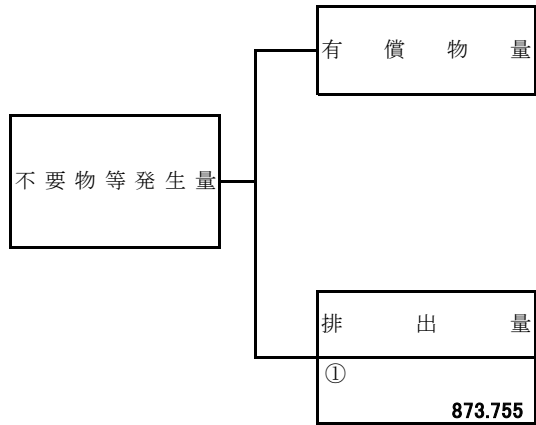 有償物量
不要物等発生量
排出量
①
873.755